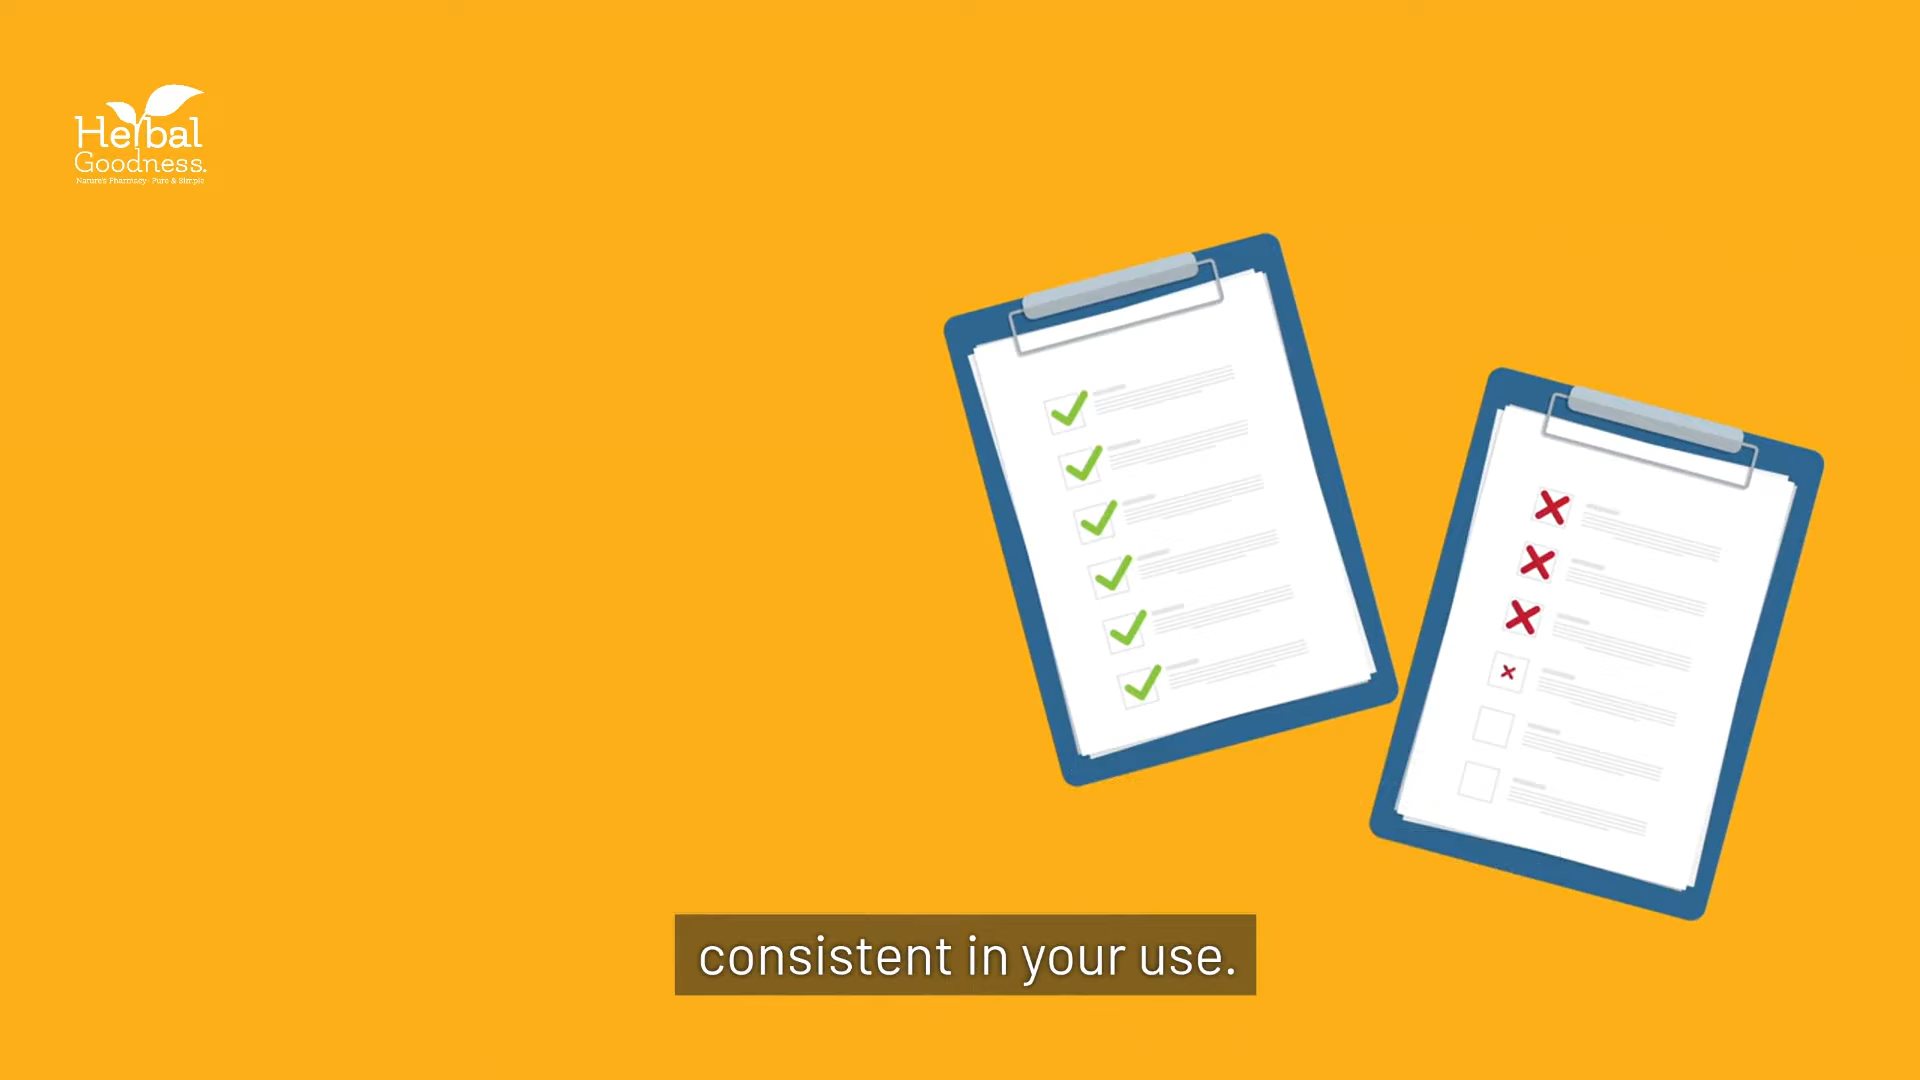 Herbal
Goodness.
Nature's Pharmacy - Pure & Simple
consistent in your use.